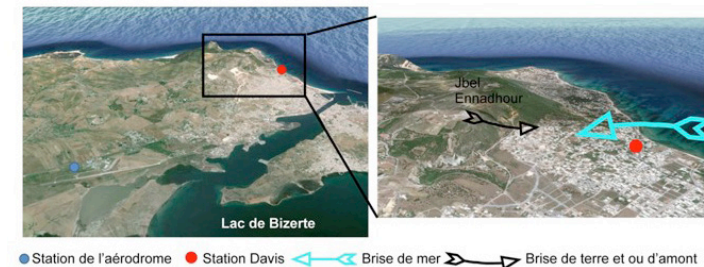 Jbel
Ennadhour
Lac de Bizerte
Station de l'aérodrome Station Davis Brise de mer Brise de terre et ou d'amont